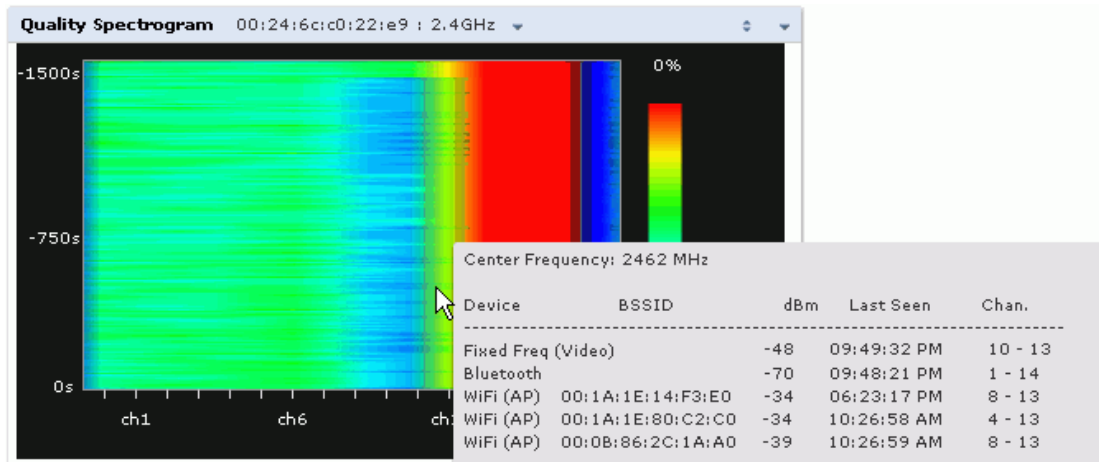 Quality Spectrogram 00:24:6c:c0:22:e9 : 2.4GHz
-1500s
0%
-750s
0s
ch1 ch6
Center Frequency: 2462 MHz
Device BSSID dBm Last Seen Chan.
Fixed Freq (Video) -48 09:49:32 PM 10 - 13
Bluetooth -70 09:48:21 PM 1 - 14
WiFi (AP) 00:1A:1E:14:F3:E0 -34 06:23:17 PM 8 - 13
WiFi (AP) 00:1A:1E:80:C2:C0 -34 10:26:58 AM 4 - 13
WiFi (AP) 00:0B:86:2C:1A:A0 -39 10:26:59 AM 8 - 13